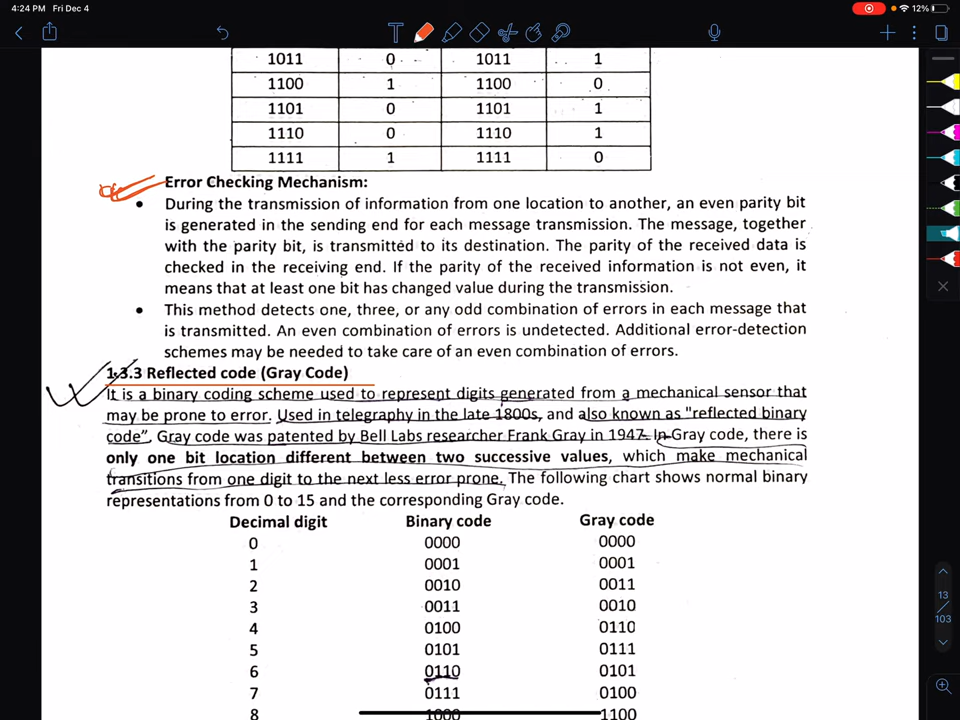 4:24 PM Fri Dec 4
12%
T
1011 0 1011 1
1100 1 1100 0
1101 0 1101 1
1110 0 1110 1
1111 1 1111 0
Error Checking Mechanism:
• During the transmission of information from one location to another, an even parity bit
is generated in the sending end for each message transmission. The message, together
with the parity bit, is transmitted to its destination. The parity of the received data is
checked in the receiving end. If the parity of the received information is not even, it
means that at least one bit has changed value during the transmission.
• This method detects one, three, or any odd combination of errors in each message that
is transmitted. An even combination of errors is undetected. Additional error-detection
schemes may be needed to take care of an even combination of errors.
1.3.3 Reflected code (Gray Code)
It is a binary coding scheme used to represent digits generated from a mechanical sensor that
may be prone to error. Used in telegraphy in the late 1800s, and also known as "reflected binary
code". Gray code was patented by Bell Labs researcher Frank Gray in 1947. In Gray code, there is
only one bit location different between two successive values, which make mechanical
transitions from one digit to the next less error prone. The following chart shows normal binary
representations from 0 to 15 and the corresponding Gray code.
Decimal digit Binary code Gray code
0 0000 0000
1 0001 0001
2 0010 0011
3 0011 0010
4 0100 0110
5 0101 0111
6 0110 0101
7 0111 0100
8 1000 1100
13
103